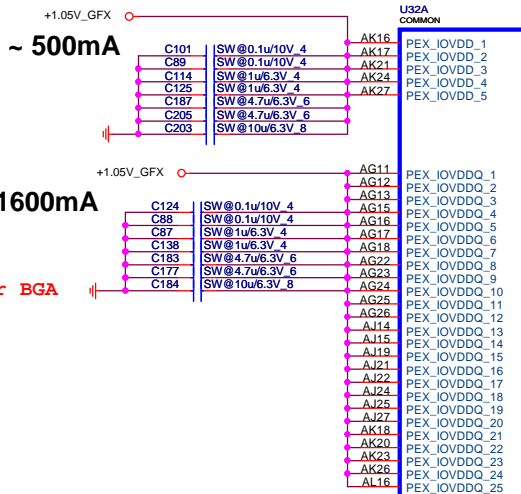 U32A
COMMON
+1.05V_GFX
~ 500mA
AK16 PEX_IOVDD_1
C101 SW@0.1u/10V_4 AK17 PEX_IOVDD_2
C89 SW@0.1u/10V_4 AK21 PEX_IOVDD_3
C114 SW@1u/6.3V_4 AK24 PEX_IOVDD_4
C125 SW@1u/6.3V_4 AK27 PEX_IOVDD_5
C187 SW@4.7u/6.3V_6
C205 SW@4.7u/6.3V_6
C203 SW@10u/6.3V_8
+1.05V_GFX
AG11 PEX_IOVDDQ_1
AG12 PEX_IOVDDQ_2
1600mA
AG13 PEX_IOVDDQ_3
C124 SW@0.1u/10V_4 AG15 PEX_IOVDDQ_4
C88 SW@0.1u/10V_4 AG16 PEX_IOVDDQ_5
C87 SW@1u/6.3V_4 AG17 PEX_IOVDDQ_6
C138 SW@1u/6.3V_4 AG18 PEX_IOVDDQ_7
C183 SW@4.7u/6.3V_6 AG22 PEX_IOVDDQ_8
C177 SW@4.7u/6.3V_6 AG23 PEX_IOVDDQ_9
r BGA C184 SW@10u/6.3V_8 AG24 PEX_IOVDDQ_10
AG25 PEX_IOVDDQ_11
AG26 PEX_IOVDDQ_12
AJ14 PEX_IOVDDQ_13
AJ15 PEX_IOVDDQ_14
AJ19 PEX_IOVDDQ_15
AJ21 PEX_IOVDDQ_16
AJ22 PEX_IOVDDQ_17
AJ24 PEX_IOVDDQ_18
AJ25 PEX_IOVDDQ_19
AJ27 PEX_IOVDDQ_20
AK18 PEX_IOVDDQ_21
AK20 PEX_IOVDDQ_22
AK23 PEX_IOVDDQ_23
AK26 PEX_IOVDDQ_24
AL16 PEX_IOVDDQ_25